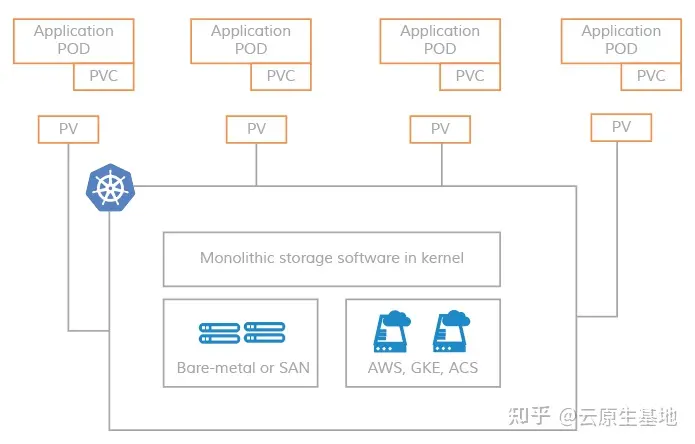 Application
POD
PVC
Application
POD
PVC
Application
POD
PVC
Application
POD
PVC
PV
PV
PV
PV
Monolithic storage software in kernel
Bare-metal or SAN
AWS, GKE, ACS
知乎 @云原生基地